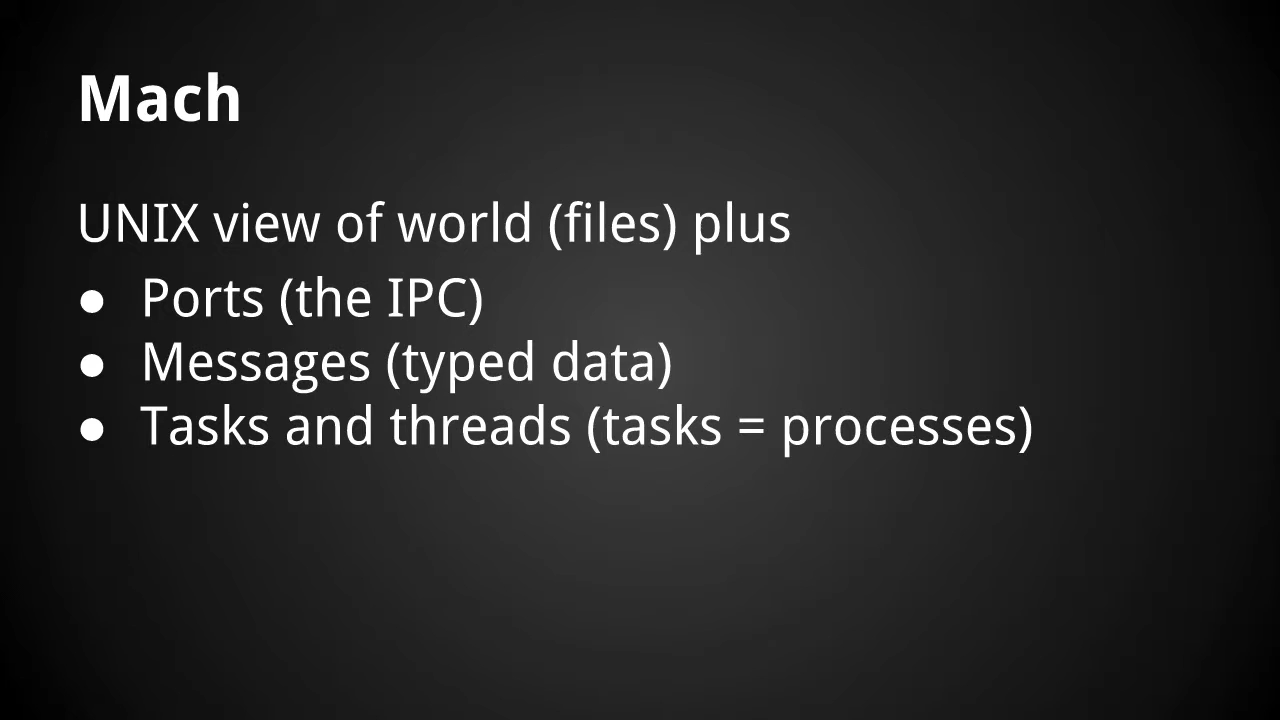 Mach
UNIX view of world (files) plus
● Ports (the IPC)
● Messages (typed data)
● Tasks and threads (tasks = processes)